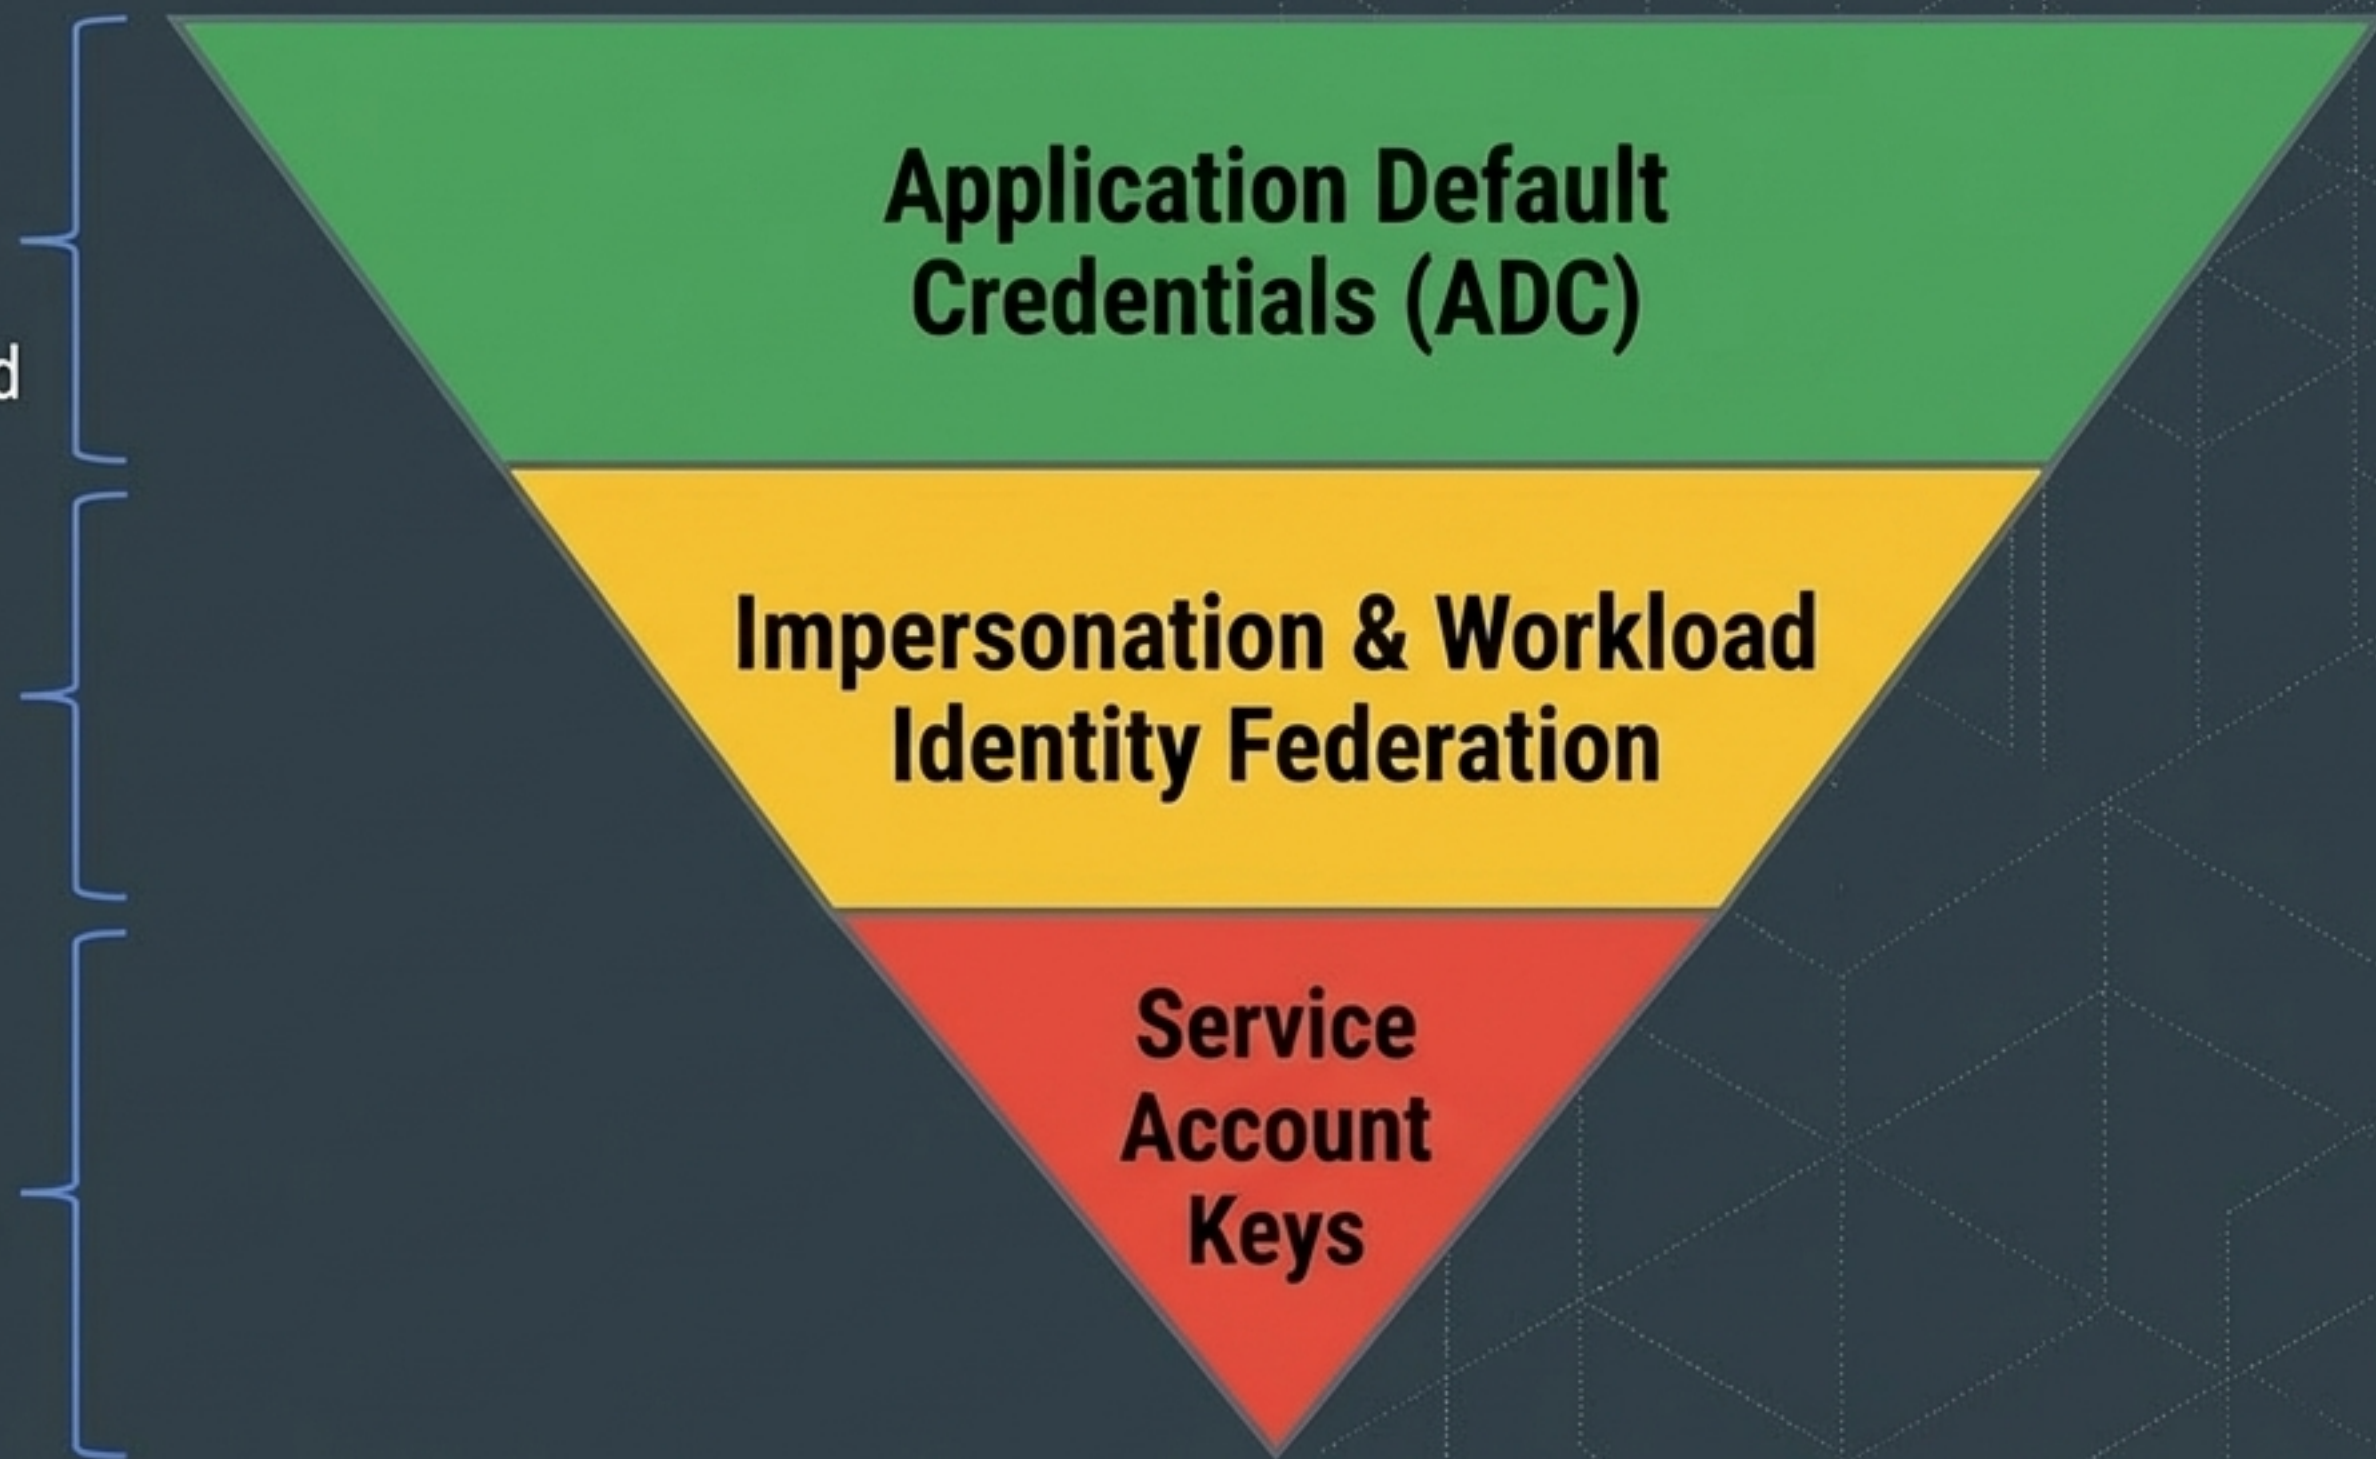 Application Default
Credentials (ADC)
Impersonation & Workload
Identity Federation
Service
Account
Keys